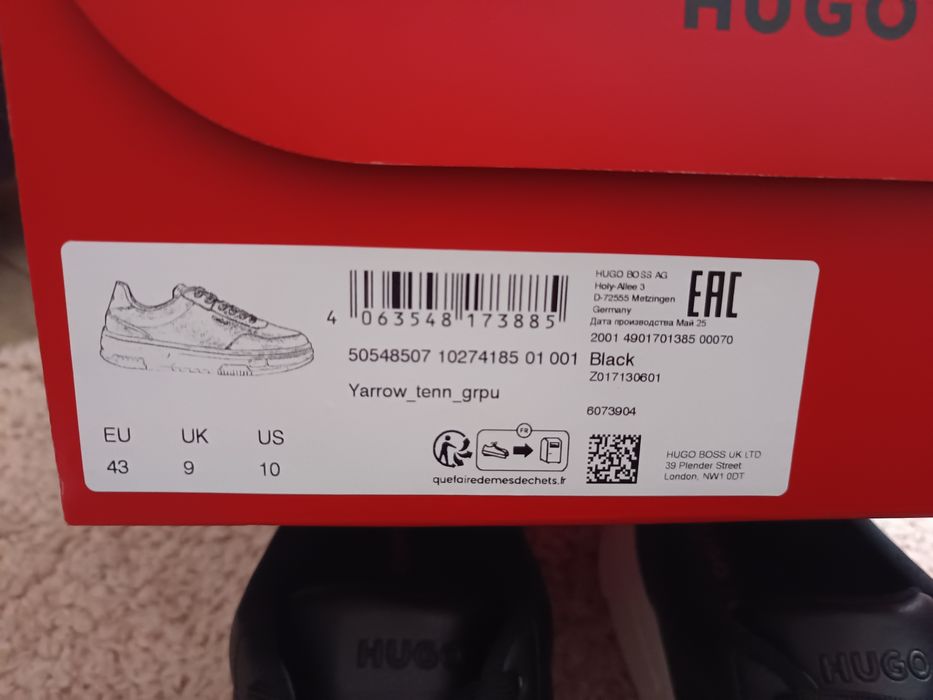 HUGO
4 063548 173885
50548507 10274185 01 001
Yarrow_tenn_grpu
EU UK US
43 9 10
HUGO BOSS AG
Holy-Allee 3
D-72555 Metzingen
Germany
Дата производства Май 25
2001 4901701385 00070
Black
Z017130601
6073904
EAC
FR
quefairedemesdechets.fr
HUGO BOSS UK LTD
39 Plender Street
London, NW1 0DT
HUGO
HUGO